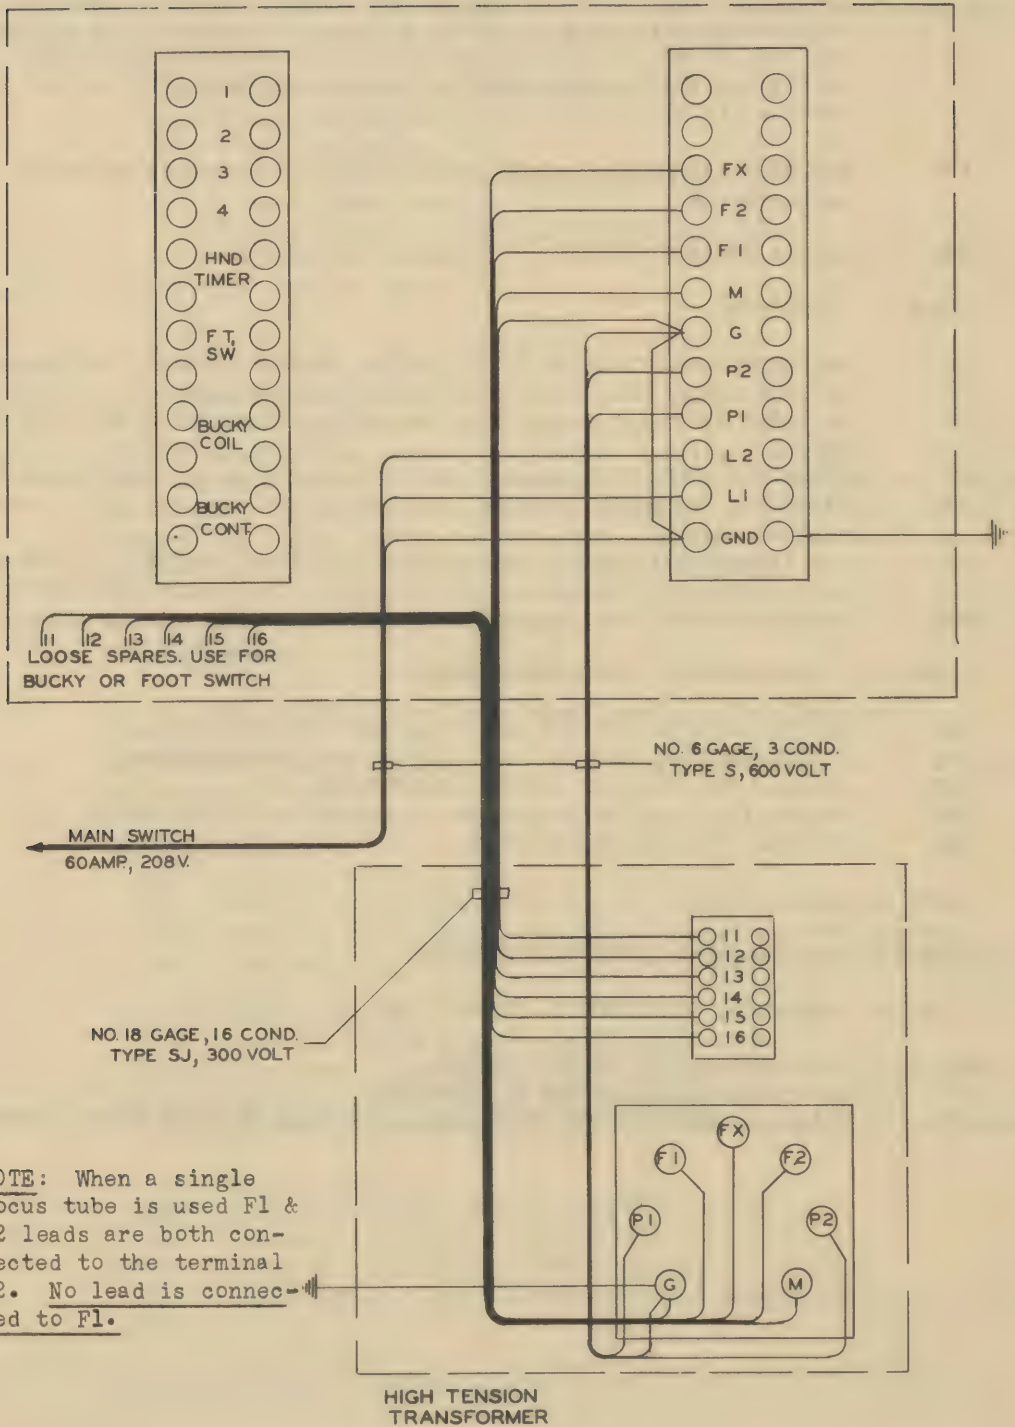 1
2
3
4
HND
TIMER
FT,
SW
BUCKY
COIL
BUCKY
CONT.
FX
F2
F1
M
G
P2
P1
L2
L1
GND
11 12 13 14 15 16
LOOSE SPARES. USE FOR
BUCKY OR FOOT SWITCH
NO. 6 GAGE, 3 COND.
TYPE S, 600 VOLT
MAIN SWITCH
60AMP., 208V.
11
12
13
14
15
16
NO. 18 GAGE, 16 COND.
TYPE SJ, 300 VOLT
FX
F1 F2
P1 P2
G M
OTE: When a single
ocus tube is used F1 &
2 leads are both con-
ected to the terminal
2. No lead is connec-
ed to F1.
HIGH TENSION
TRANSFORMER